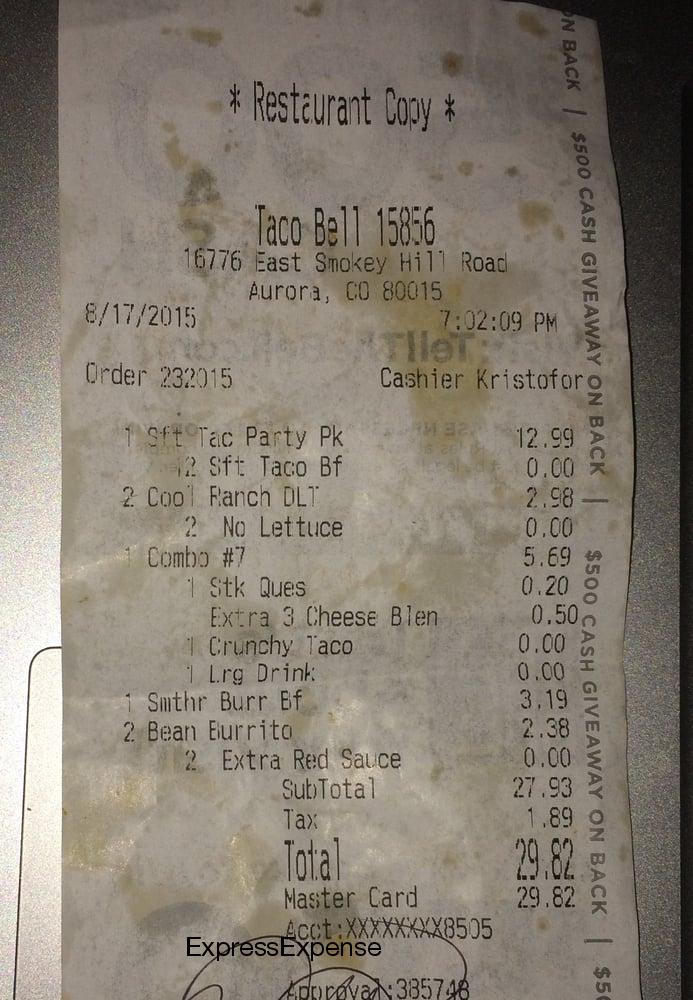 * Restaurant Copy *
Taco Bell 15856
16776 East Smokey Hill Road
Aurora, CO 80015
8/17/2015 7:02:09 PM
Order 232015 Cashier Kristofor
1 Sft Tac Party Pk 12.99
12 Sft Taco Bf 0.00
2 Cool Ranch DLT 2.98
2 No Lettuce 0.00
1 Combo #7 5.69
1 Stk Ques 0.20
Extra 3 Cheese Blen 0.50
1 Crunchy Taco 0.00
1 Lrg Drink 0.00
1 Smthr Burr Bf 3.19
2 Bean Burrito 2.38
2 Extra Red Sauce 0.00
SubTotal 27.93
Tax 1.89
Total 29.82
Master Card 29.82
Acct:XXXXXXXX8505
ExpressExpense
Approval:385748
ON BACK | $500 CASH GIVEAWAY ON BACK | $500 CASH GIVEAWAY ON BACK | $5